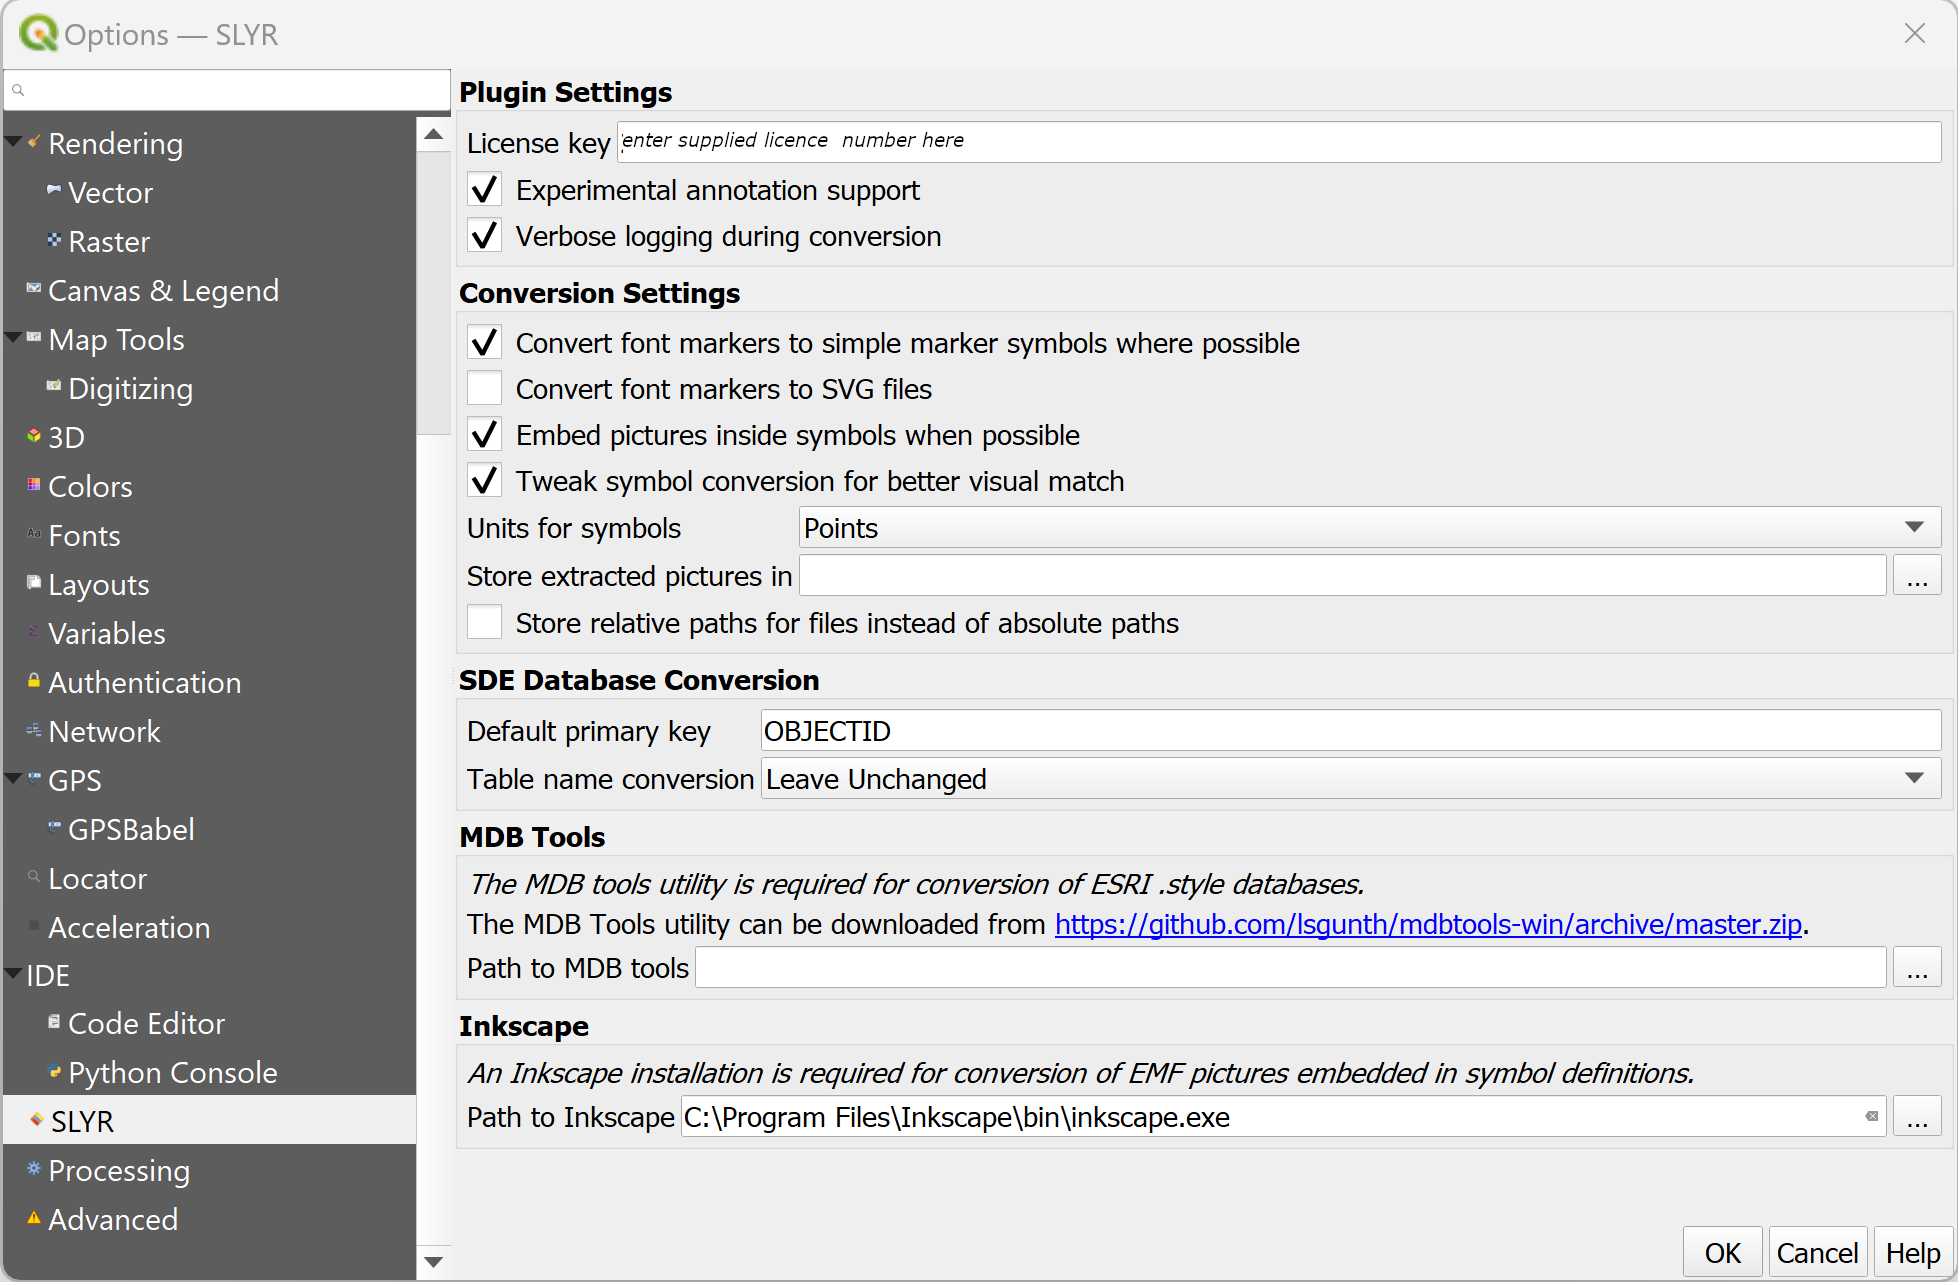 Options — SLYR
Rendering
Vector
Raster
Canvas & Legend
Map Tools
Digitizing
3D
Colors
Fonts
Layouts
Variables
Authentication
Network
GPS
GPSBabel
Locator
Acceleration
IDE
Code Editor
Python Console
SLYR
Processing
Advanced
Plugin Settings
License key enter supplied licence number here
Experimental annotation support
Verbose logging during conversion
Conversion Settings
Convert font markers to simple marker symbols where possible
Convert font markers to SVG files
Embed pictures inside symbols when possible
Tweak symbol conversion for better visual match
Units for symbols Points
Store extracted pictures in ...
Store relative paths for files instead of absolute paths
SDE Database Conversion
Default primary key OBJECTID
Table name conversion Leave Unchanged
MDB Tools
The MDB tools utility is required for conversion of ESRI .style databases.
The MDB Tools utility can be downloaded from https://github.com/lsgunth/mdbtools-win/archive/master.zip.
Path to MDB tools ...
Inkscape
An Inkscape installation is required for conversion of EMF pictures embedded in symbol definitions.
Path to Inkscape C:\Program Files\Inkscape\bin\inkscape.exe ...
OK Cancel Help